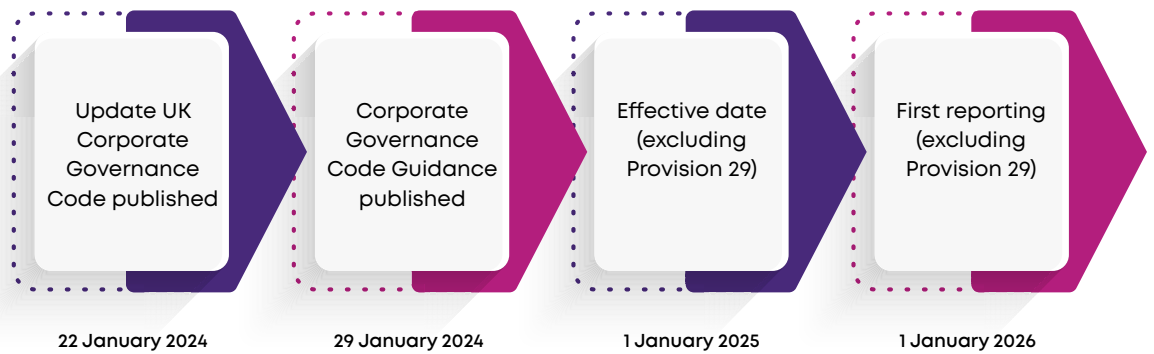 Update UK
Corporate
Governance
Code published
22 January 2024
Corporate
Governance
Code Guidance
published
29 January 2024
Effective date
(excluding
Provision 29)
1 January 2025
First reporting
(excluding
Provision 29)
1 January 2026